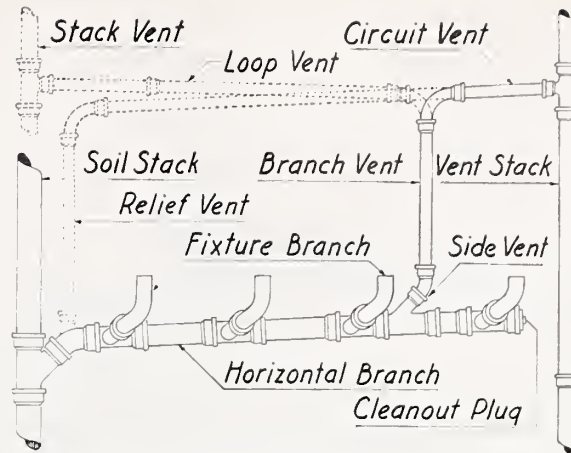 Stack Vent
Circuit Vent
Loop Vent
Soil Stack
Branch Vent
Vent Stack
Relief Vent
Fixture Branch
Side Vent
Horizontal Branch
Cleanout Plug